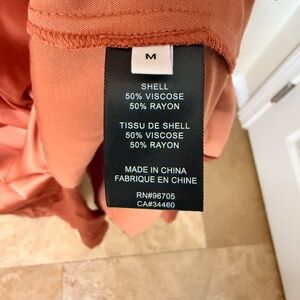 M
SHELL
50% VISCOSE
50% RAYON
TISSU DE SHELL
50% VISCOSE
50% RAYON
MADE IN CHINA
FABRIQUE EN CHINE
RN#96705
CA#34460